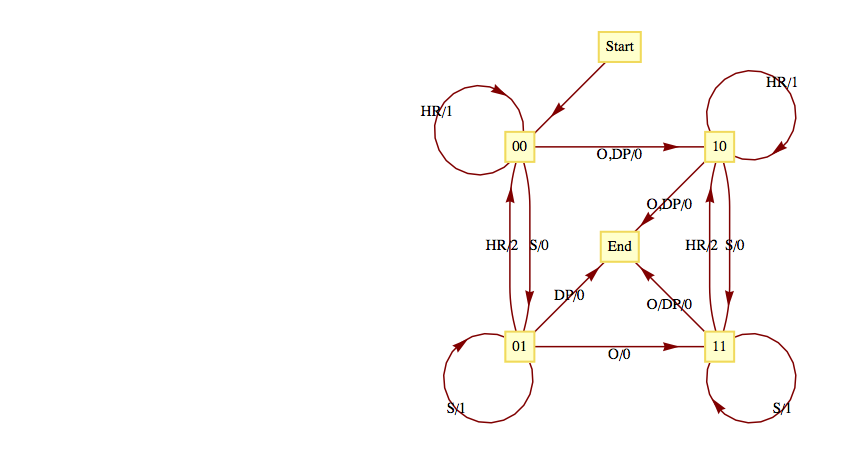 Start
HR/1
HR/1
00
10
O,DP/0
O,DP/0
HR/2
S/0
End
HR/2
S/0
DP/0
O/DP/0
01
11
O/0
S/1
S/1